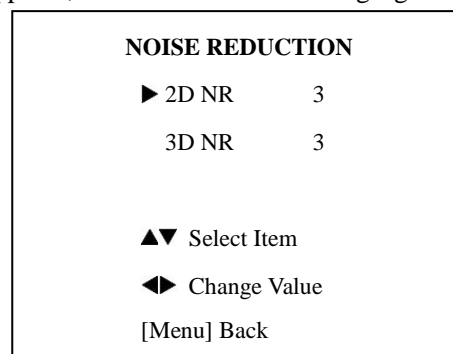 NOISE REDUCTION
▶ 2D NR 3
3D NR 3
▲▼ Select Item
◀▶ Change Value
[Menu] Back